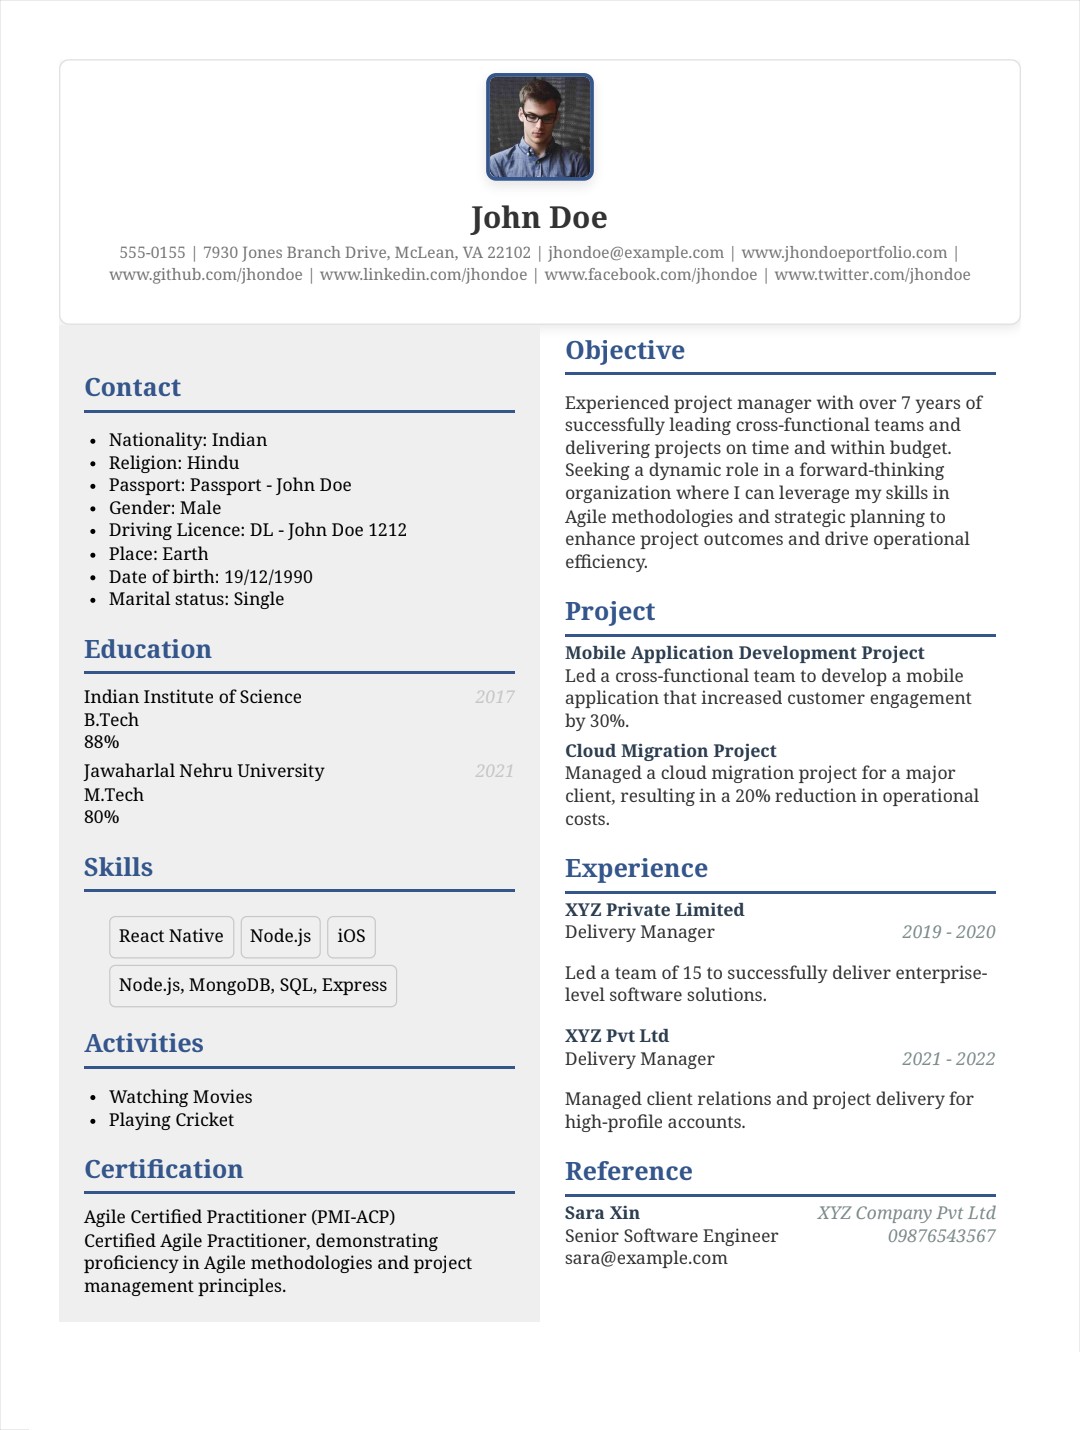 John Doe
555-0155 | 7930 Jones Branch Drive, McLean, VA 22102 | jhondoe@example.com | www.jhondoeportfolio.com |
www.github.com/jhondoe | www.linkedin.com/jhondoe | www.facebook.com/jhondoe | www.twitter.com/jhondoe
Contact
• Nationality: Indian
• Religion: Hindu
• Passport: Passport - John Doe
• Gender: Male
• Driving Licence: DL - John Doe 1212
• Place: Earth
• Date of birth: 19/12/1990
• Marital status: Single
Education
Indian Institute of Science 2017
B.Tech
88%
Jawaharlal Nehru University 2021
M.Tech
80%
Skills
React Native Node.js iOS
Node.js, MongoDB, SQL, Express
Activities
• Watching Movies
• Playing Cricket
Certification
Agile Certified Practitioner (PMI-ACP)
Certified Agile Practitioner, demonstrating
proficiency in Agile methodologies and project
management principles.
Objective
Experienced project manager with over 7 years of
successfully leading cross-functional teams and
delivering projects on time and within budget.
Seeking a dynamic role in a forward-thinking
organization where I can leverage my skills in
Agile methodologies and strategic planning to
enhance project outcomes and drive operational
efficiency.
Project
Mobile Application Development Project
Led a cross-functional team to develop a mobile
application that increased customer engagement
by 30%.
Cloud Migration Project
Managed a cloud migration project for a major
client, resulting in a 20% reduction in operational
costs.
Experience
XYZ Private Limited
Delivery Manager 2019 - 2020
Led a team of 15 to successfully deliver enterprise-
level software solutions.
XYZ Pvt Ltd
Delivery Manager 2021 - 2022
Managed client relations and project delivery for
high-profile accounts.
Reference
Sara Xin XYZ Company Pvt Ltd
Senior Software Engineer 09876543567
sara@example.com